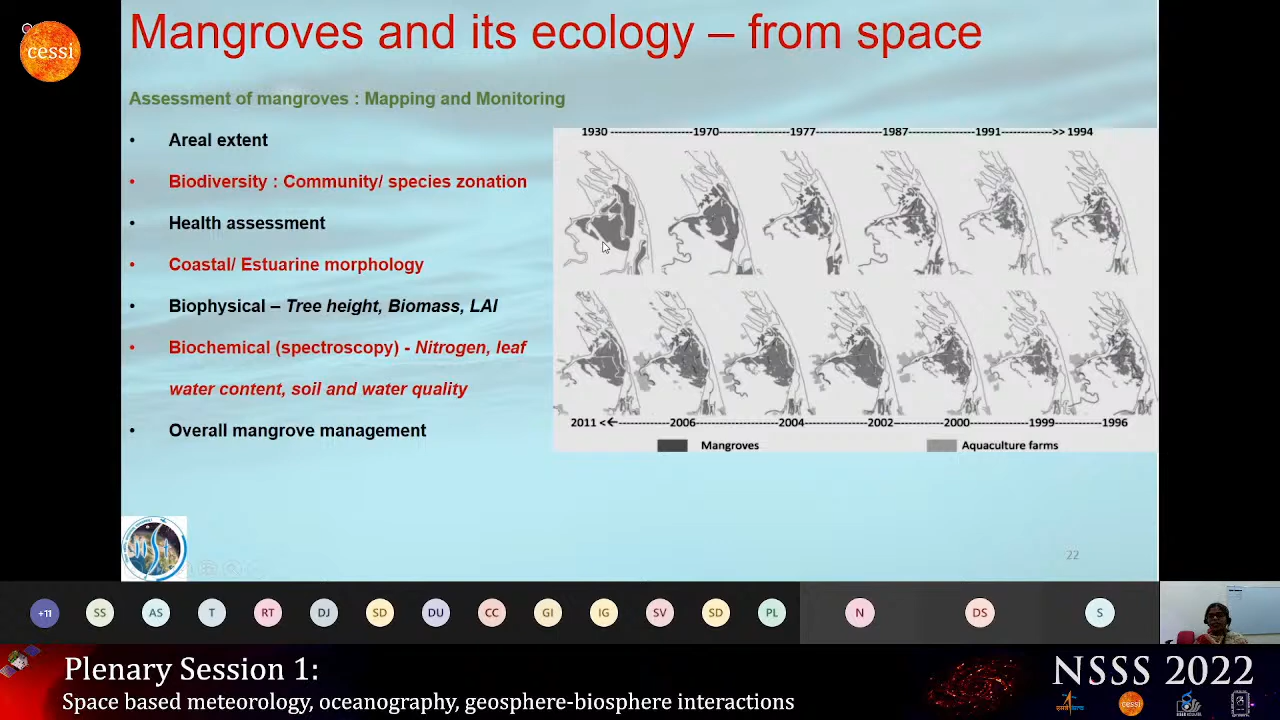 Mangroves and its ecology – from space
cessi
Assessment of mangroves : Mapping and Monitoring
• Areal extent
• Biodiversity : Community/ species zonation
• Health assessment
• Coastal/ Estuarine morphology
• Biophysical – Tree height, Biomass, LAI
• Biochemical (spectroscopy) - Nitrogen, leaf
water content, soil and water quality
• Overall mangrove management
1930 ------------------1970--------------1977-------------1987-----------1991------------>> 1994
2011 <←---------------2006---------------2004-----------------2002-------------2000-----------------1999---------------1996
Mangroves
Aquaculture farms
22
+11
SS
AS
T
RT
DJ
SD
DU
CC
GI
IG
SV
SD
PL
N
DS
S
Plenary Session 1:
Space based meteorology, oceanography, geosphere-biosphere interactions
NSSS 2022